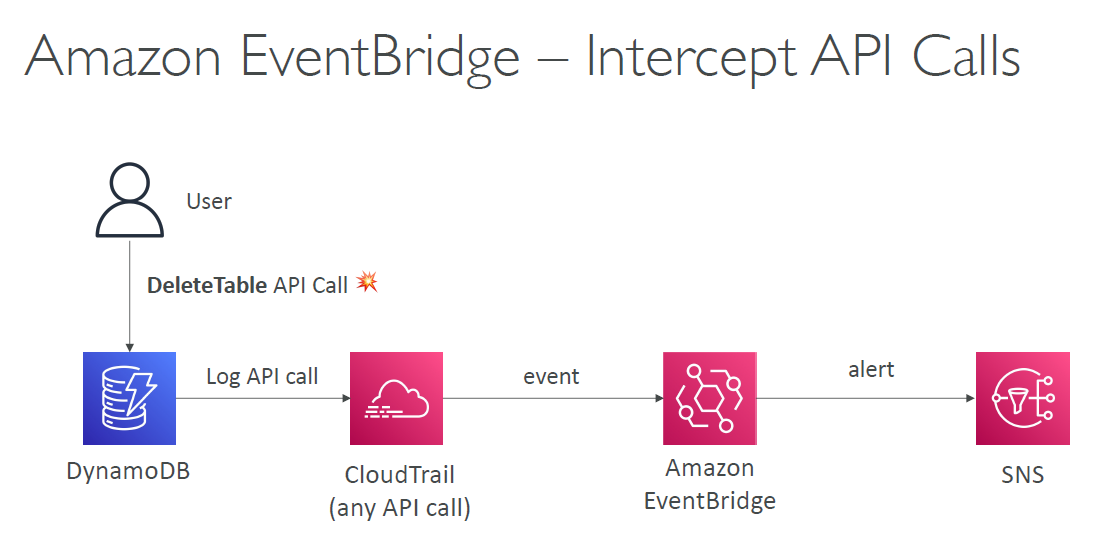 Amazon EventBridge – Intercept API Calls
User
DeleteTable API Call 💥
Log API call
event
alert
DynamoDB
CloudTrail
(any API call)
Amazon
EventBridge
SNS